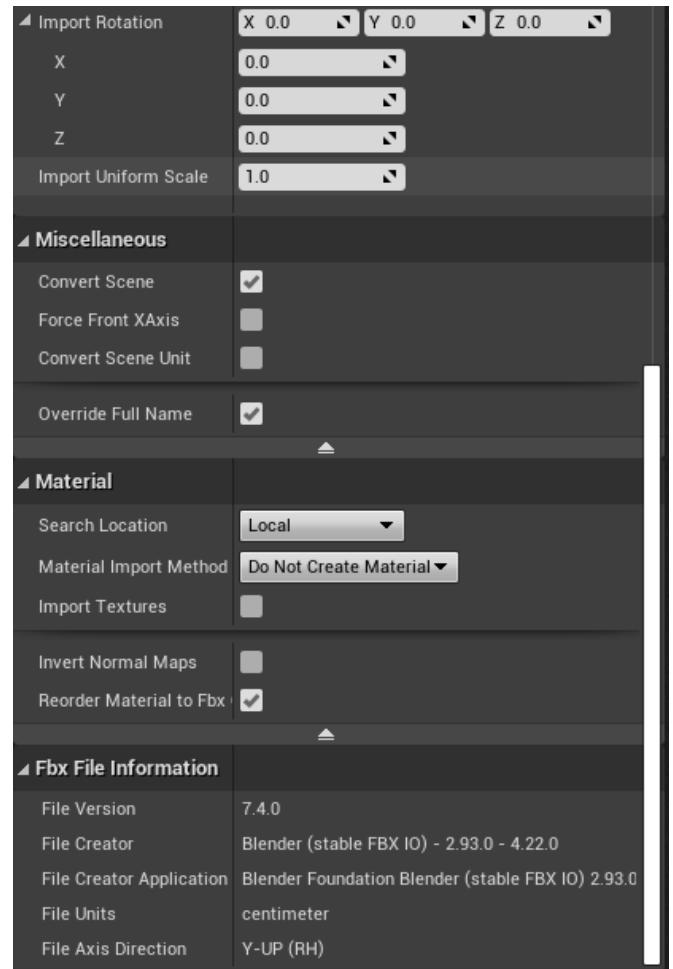 Import Rotation X 0.0 Y 0.0 Z 0.0
X 0.0
Y 0.0
Z 0.0
Import Uniform Scale 1.0
Miscellaneous
Convert Scene
Force Front XAxis
Convert Scene Unit
Override Full Name
Material
Search Location Local
Material Import Method Do Not Create Material
Import Textures
Invert Normal Maps
Reorder Material to Fbx
Fbx File Information
File Version 7.4.0
File Creator Blender (stable FBX IO) - 2.93.0 - 4.22.0
File Creator Application Blender Foundation Blender (stable FBX IO) 2.93.0
File Units centimeter
File Axis Direction Y-UP (RH)